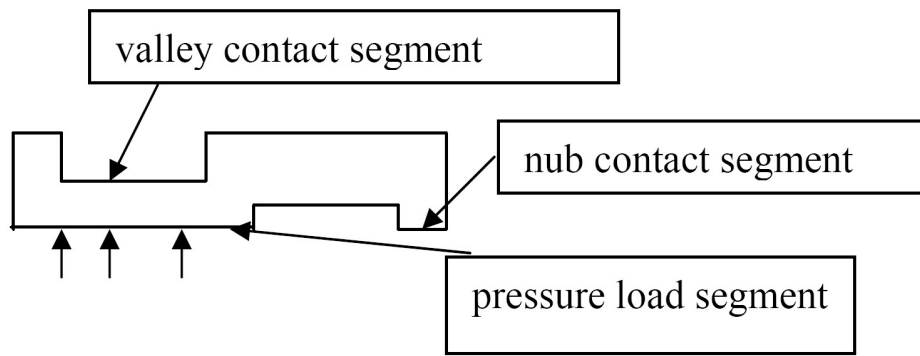 valley contact segment
nub contact segment
pressure load segment